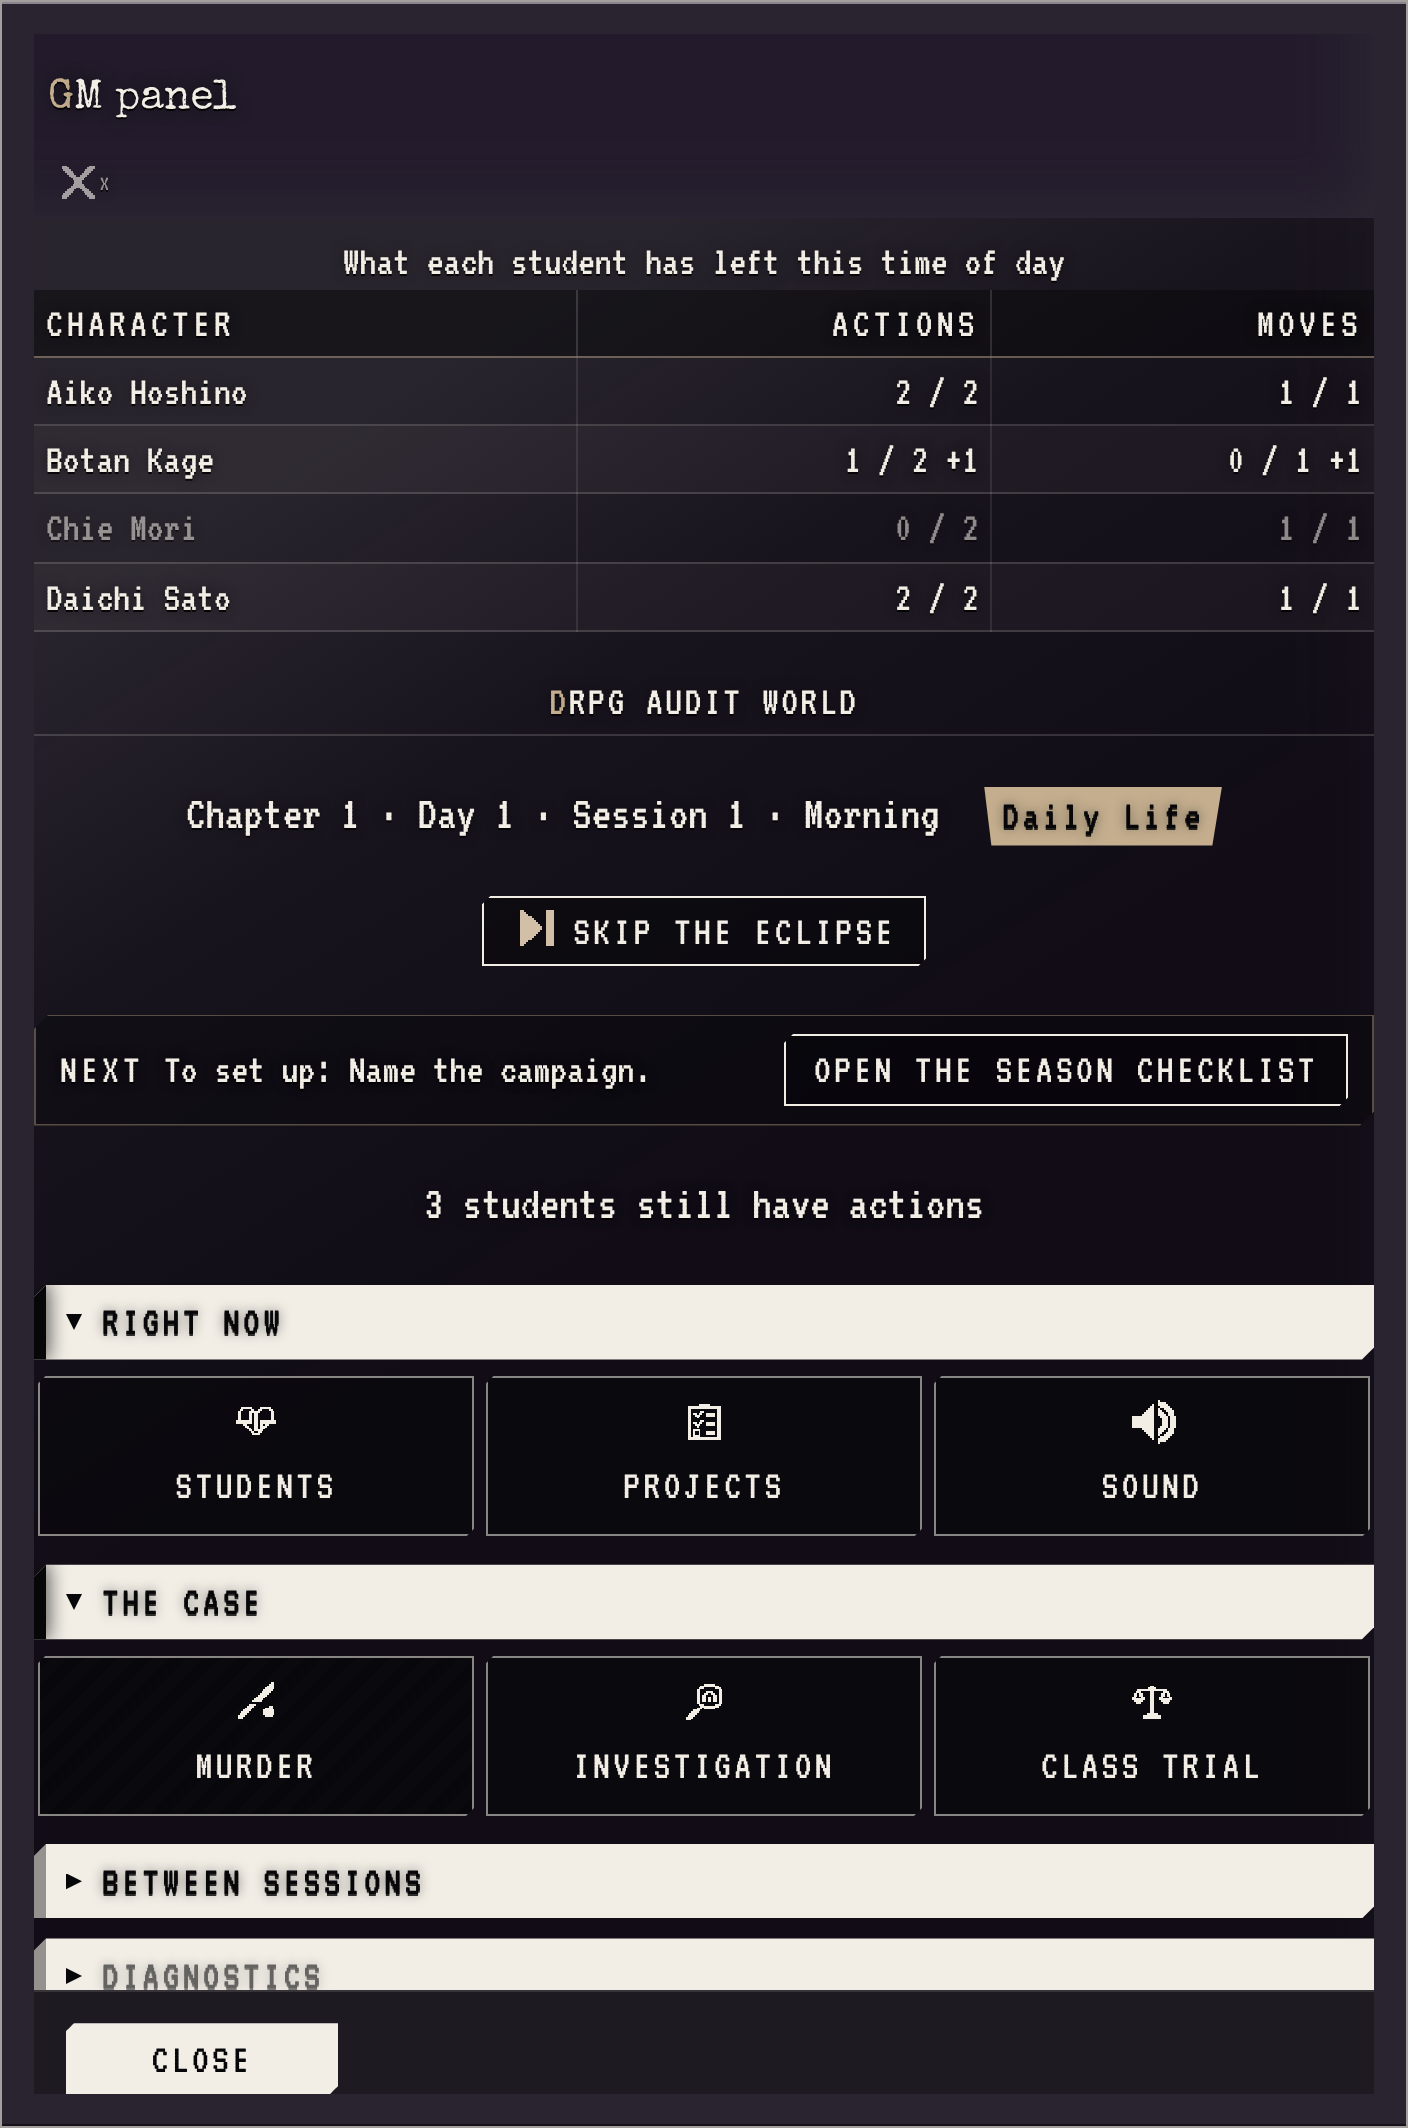 GM panel
X
What each student has left this time of day
CHARACTER ACTIONS MOVES
Aiko Hoshino 2 / 2 1 / 1
Botan Kage 1 / 2 +1 0 / 1 +1
Chie Mori 0 / 2 1 / 1
Daichi Sato 2 / 2 1 / 1
DRPG AUDIT WORLD
Chapter 1 · Day 1 · Session 1 · Morning Daily Life
SKIP THE ECLIPSE
NEXT To set up: Name the campaign. OPEN THE SEASON CHECKLIST
3 students still have actions
▼ RIGHT NOW
STUDENTS PROJECTS SOUND
▼ THE CASE
MURDER INVESTIGATION CLASS TRIAL
▶ BETWEEN SESSIONS
▶ DIAGNOSTICS
CLOSE